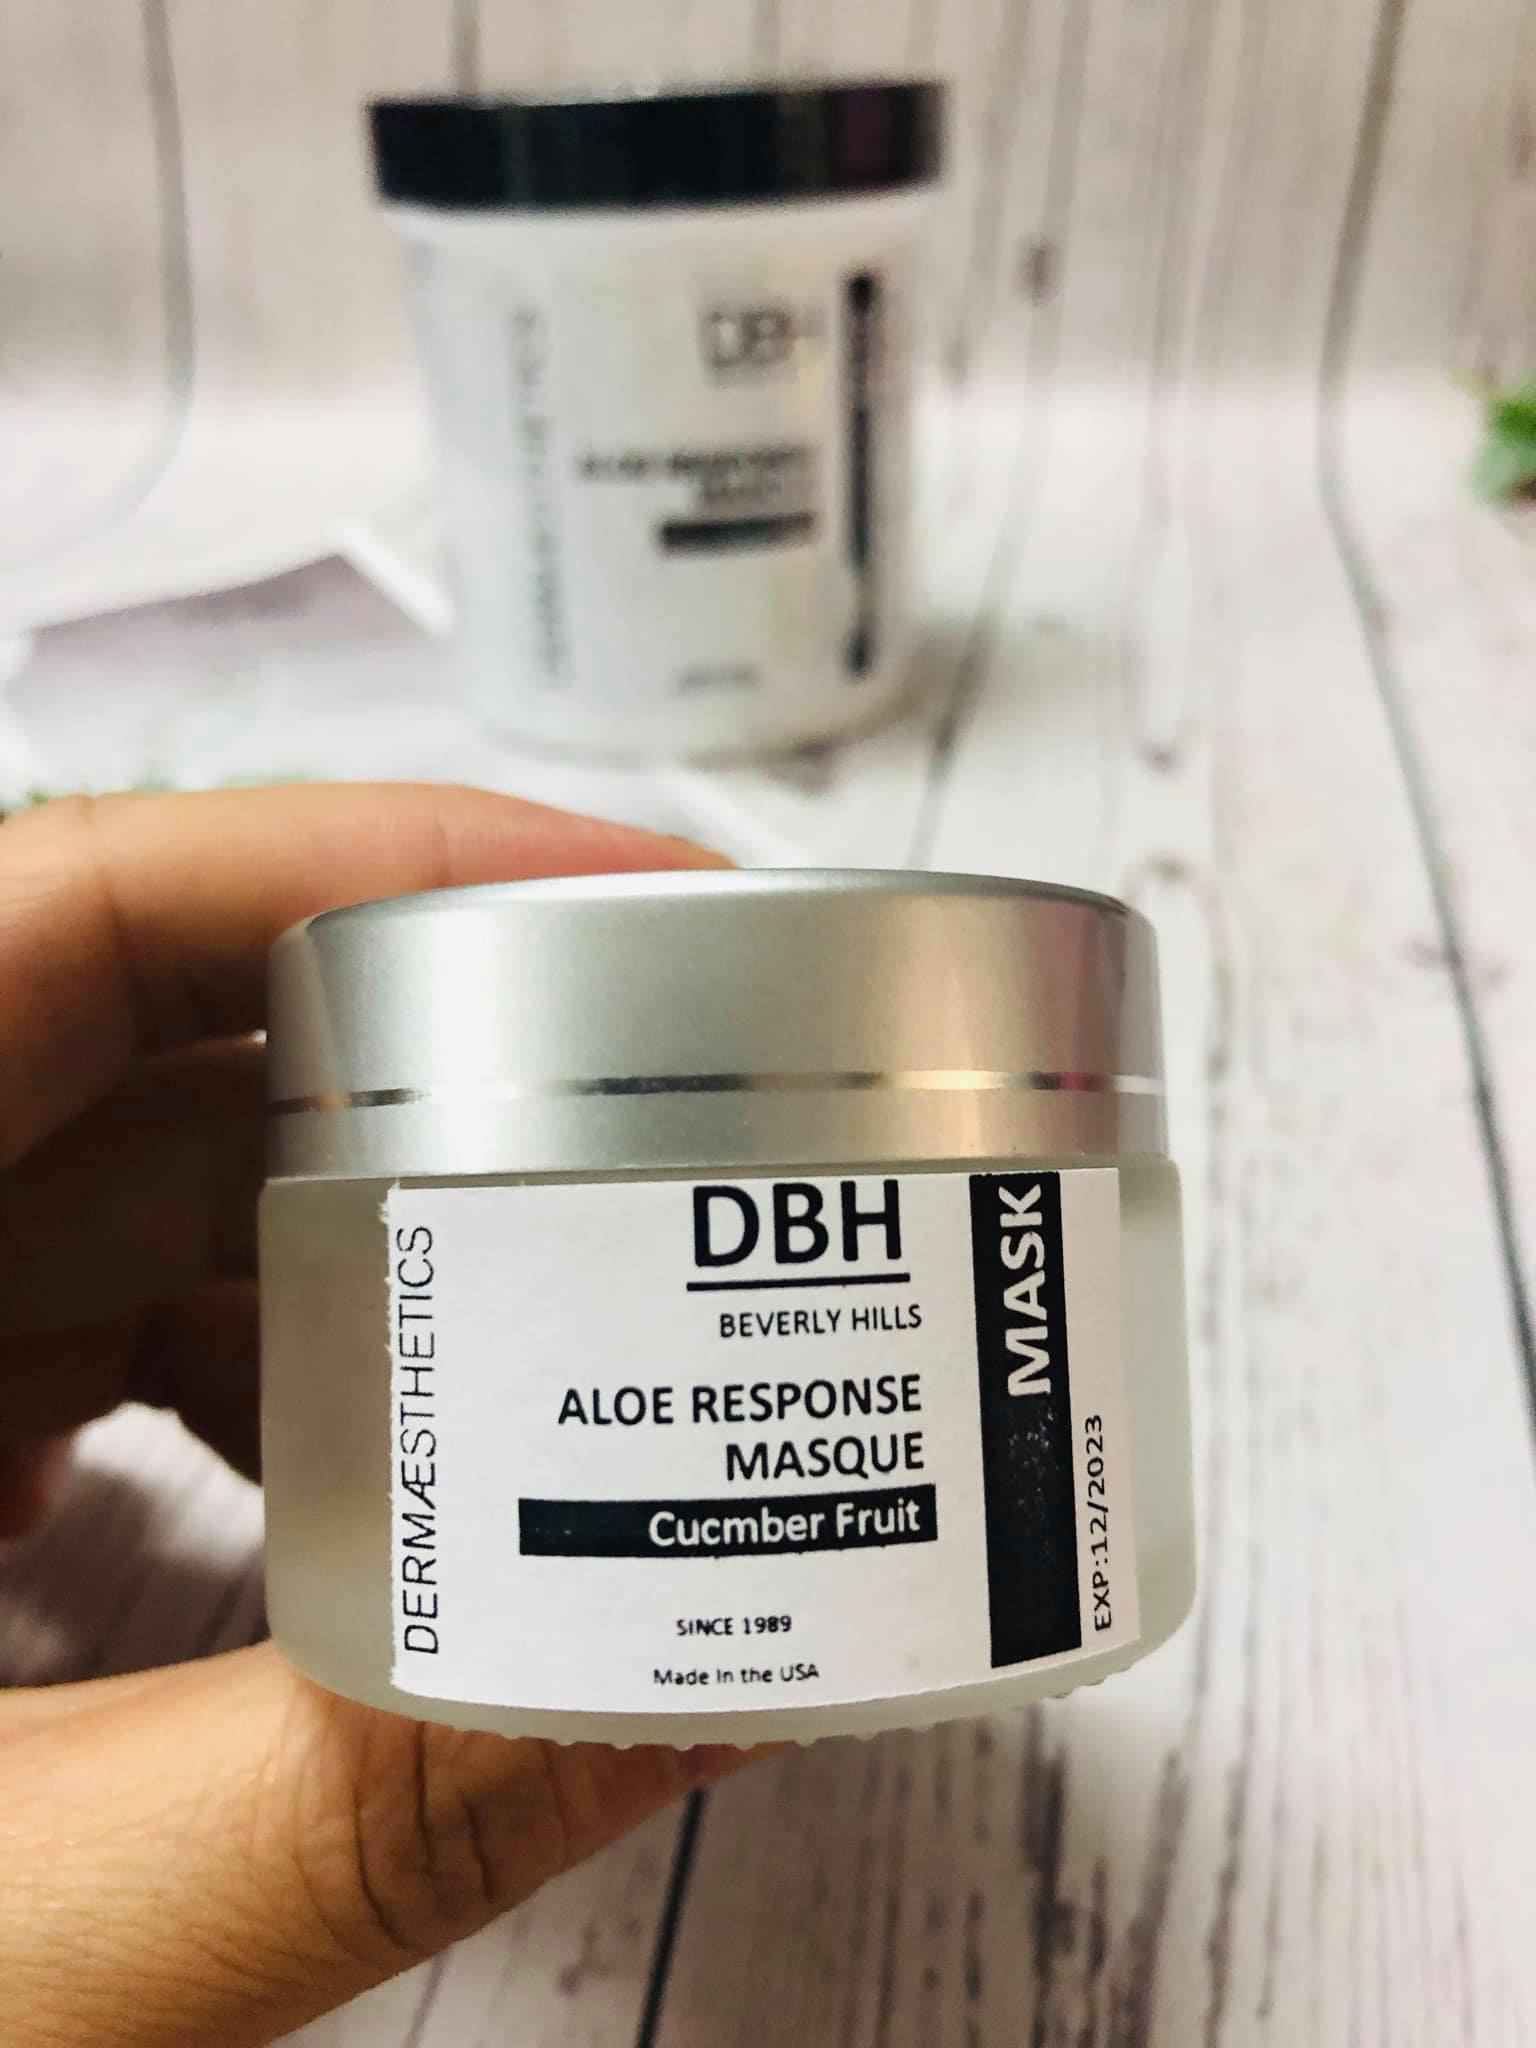 DBH
DERMÆSTHETICS
DBH
BEVERLY HILLS
ALOE RESPONSE
MASQUE
Cucmber Fruit
SINCE 1989
Made In the USA
MASK
EXP:12/2023